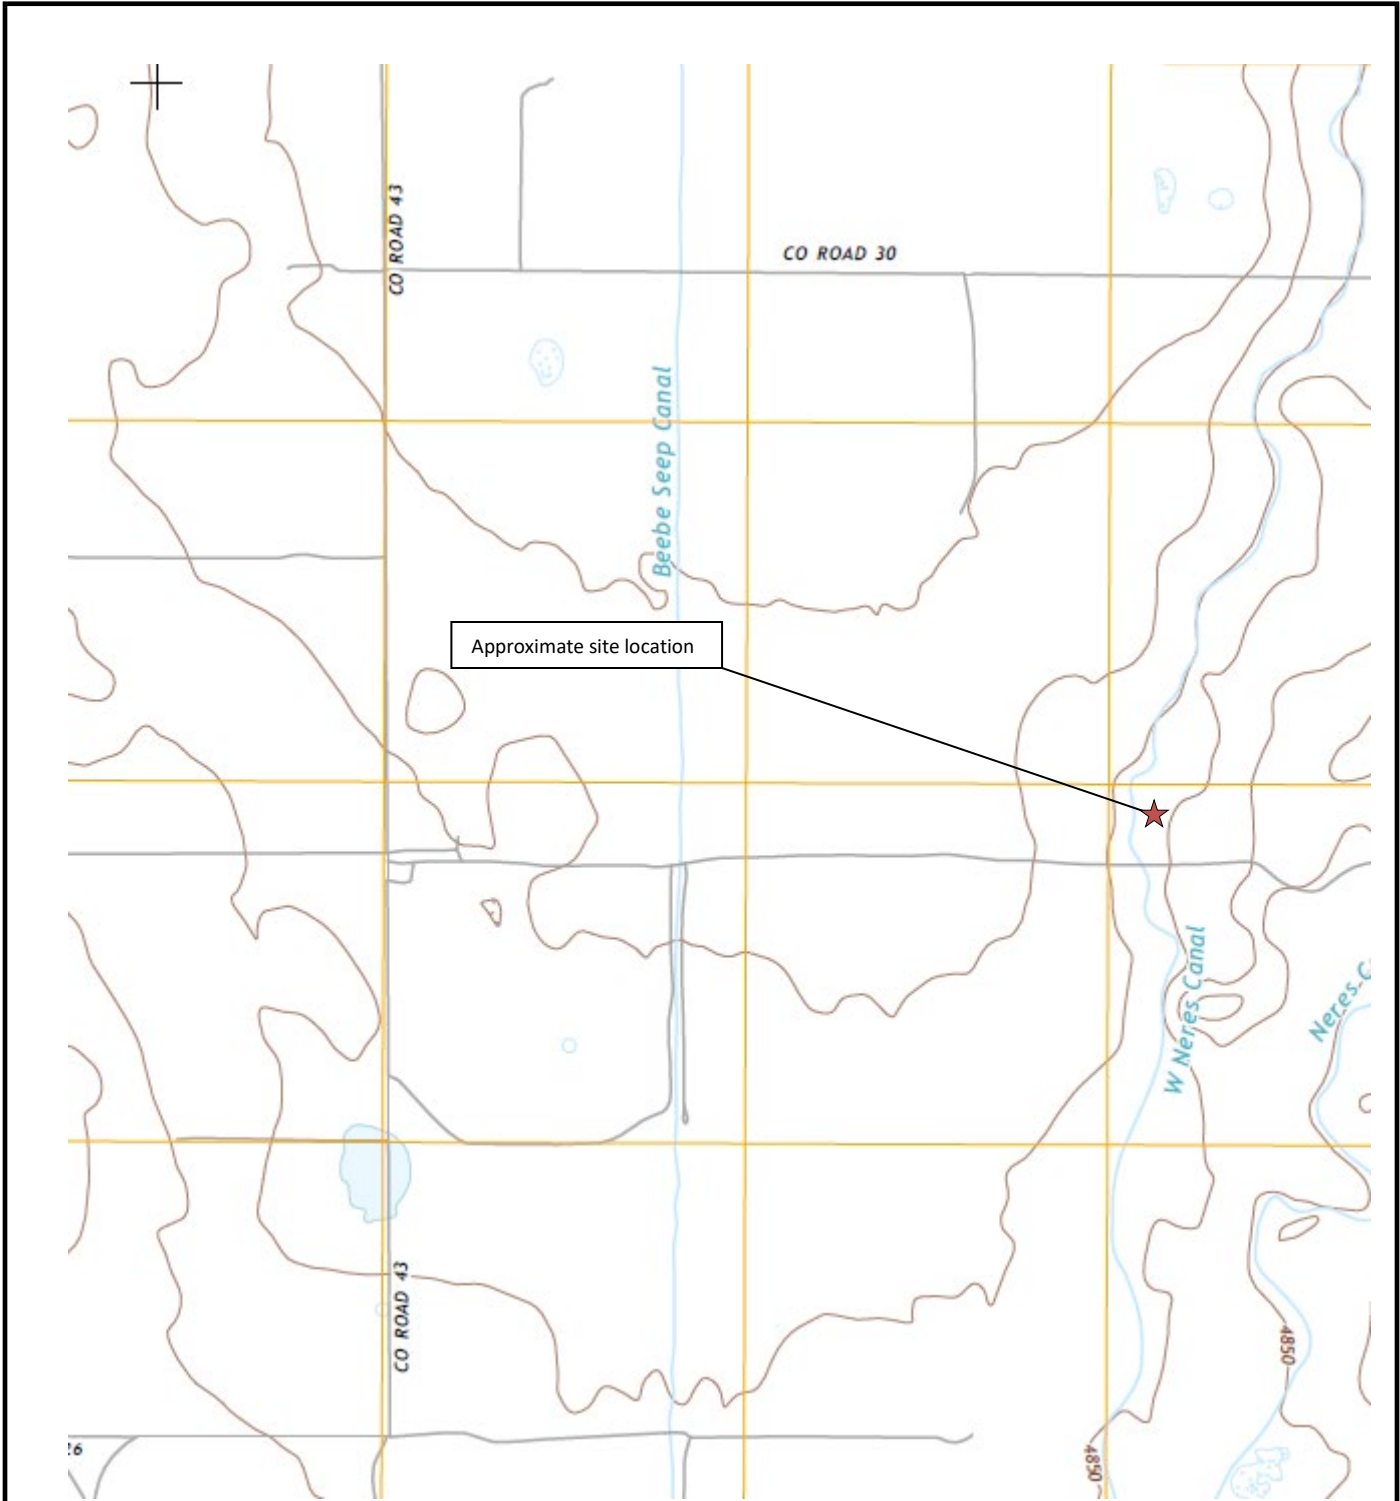 CO ROAD 43
CO ROAD 30
Beebe Seep Canal
Approximate site location
W Neres Canal
Neres C
CO ROAD 43
4850
4850
26